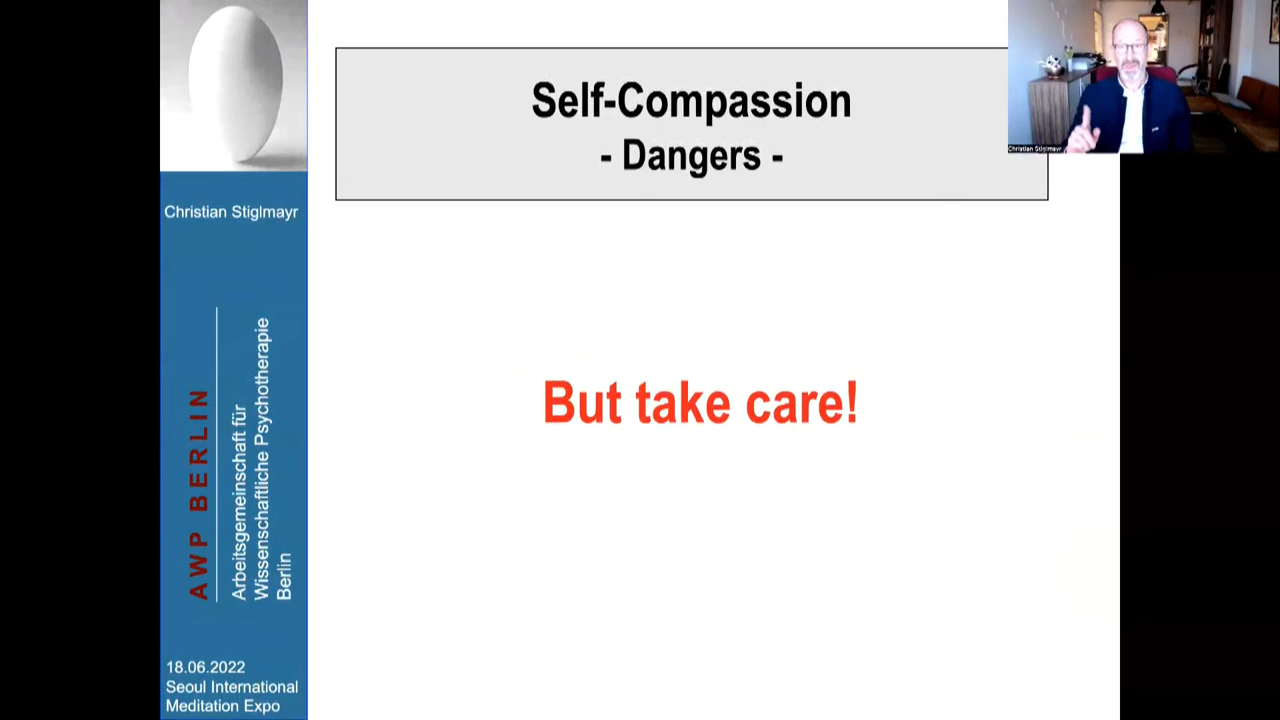 Self-Compassion
- Dangers -
Christian Stiglmayr
But take care!
AWP BERLIN
Arbeitsgemeinschaft für
Wissenschaftliche Psychotherapie
Berlin
18.06.2022
Seoul International
Meditation Expo
Christian Stiglmayr